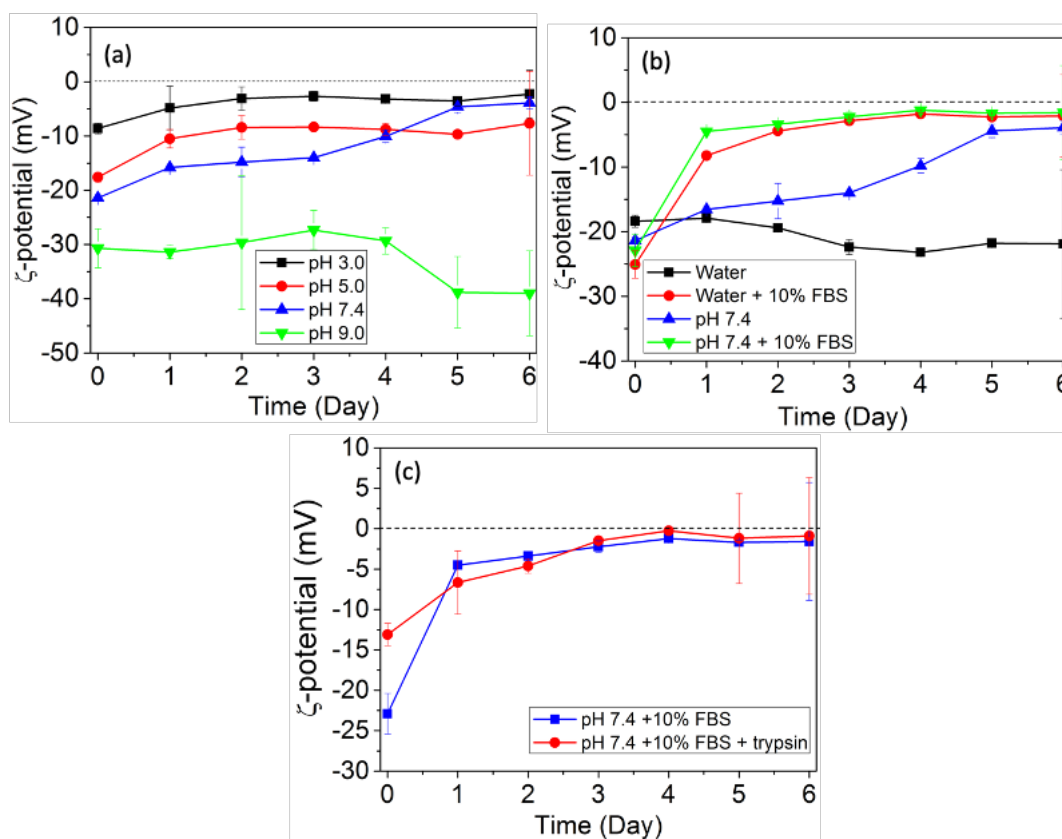 (a)
10
0
-10
-20
-30
-40
-50
ζ-potential (mV)
pH 3.0
pH 5.0
pH 7.4
pH 9.0
0 1 2 3 4 5 6
Time (Day)
(b)
10
0
-10
-20
-30
-40
ζ-potential (mV)
Water
Water + 10% FBS
pH 7.4
pH 7.4 + 10% FBS
0 1 2 3 4 5 6
Time (Day)
(c)
10
5
0
-5
-10
-15
-20
-25
-30
ζ-potential (mV)
pH 7.4 +10% FBS
pH 7.4 +10% FBS + trypsin
0 1 2 3 4 5 6
Time (Day)